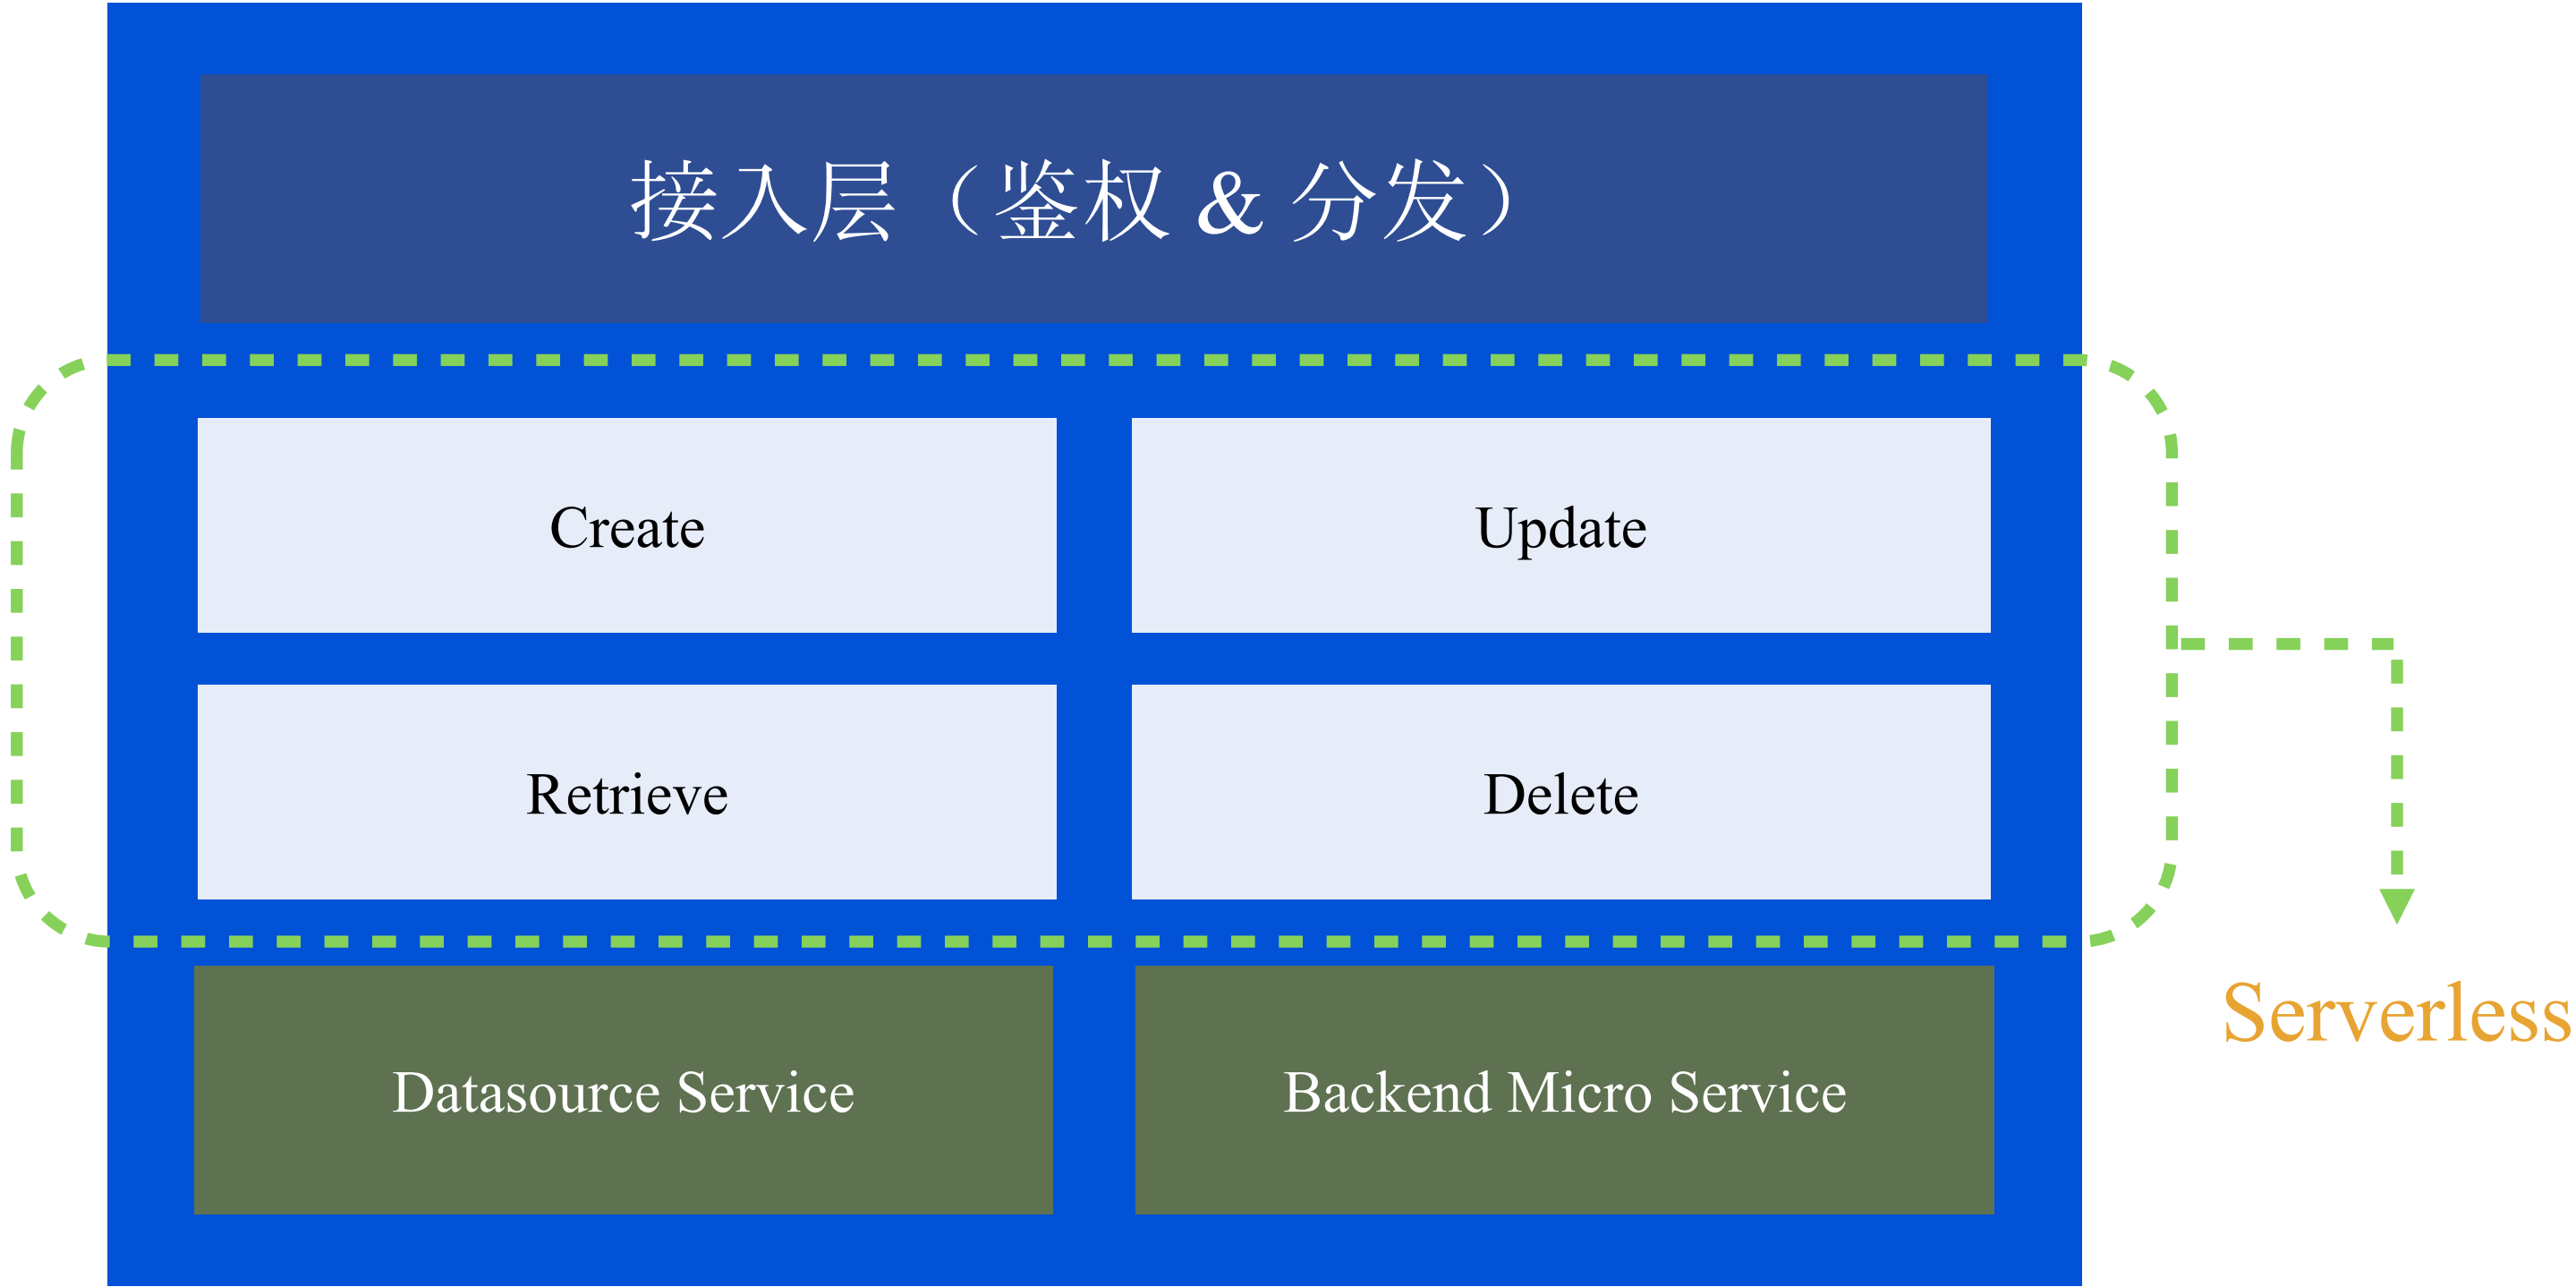 接入层（鉴权 & 分发）
Create
Update
Retrieve
Delete
Serverless
Datasource Service
Backend Micro Service